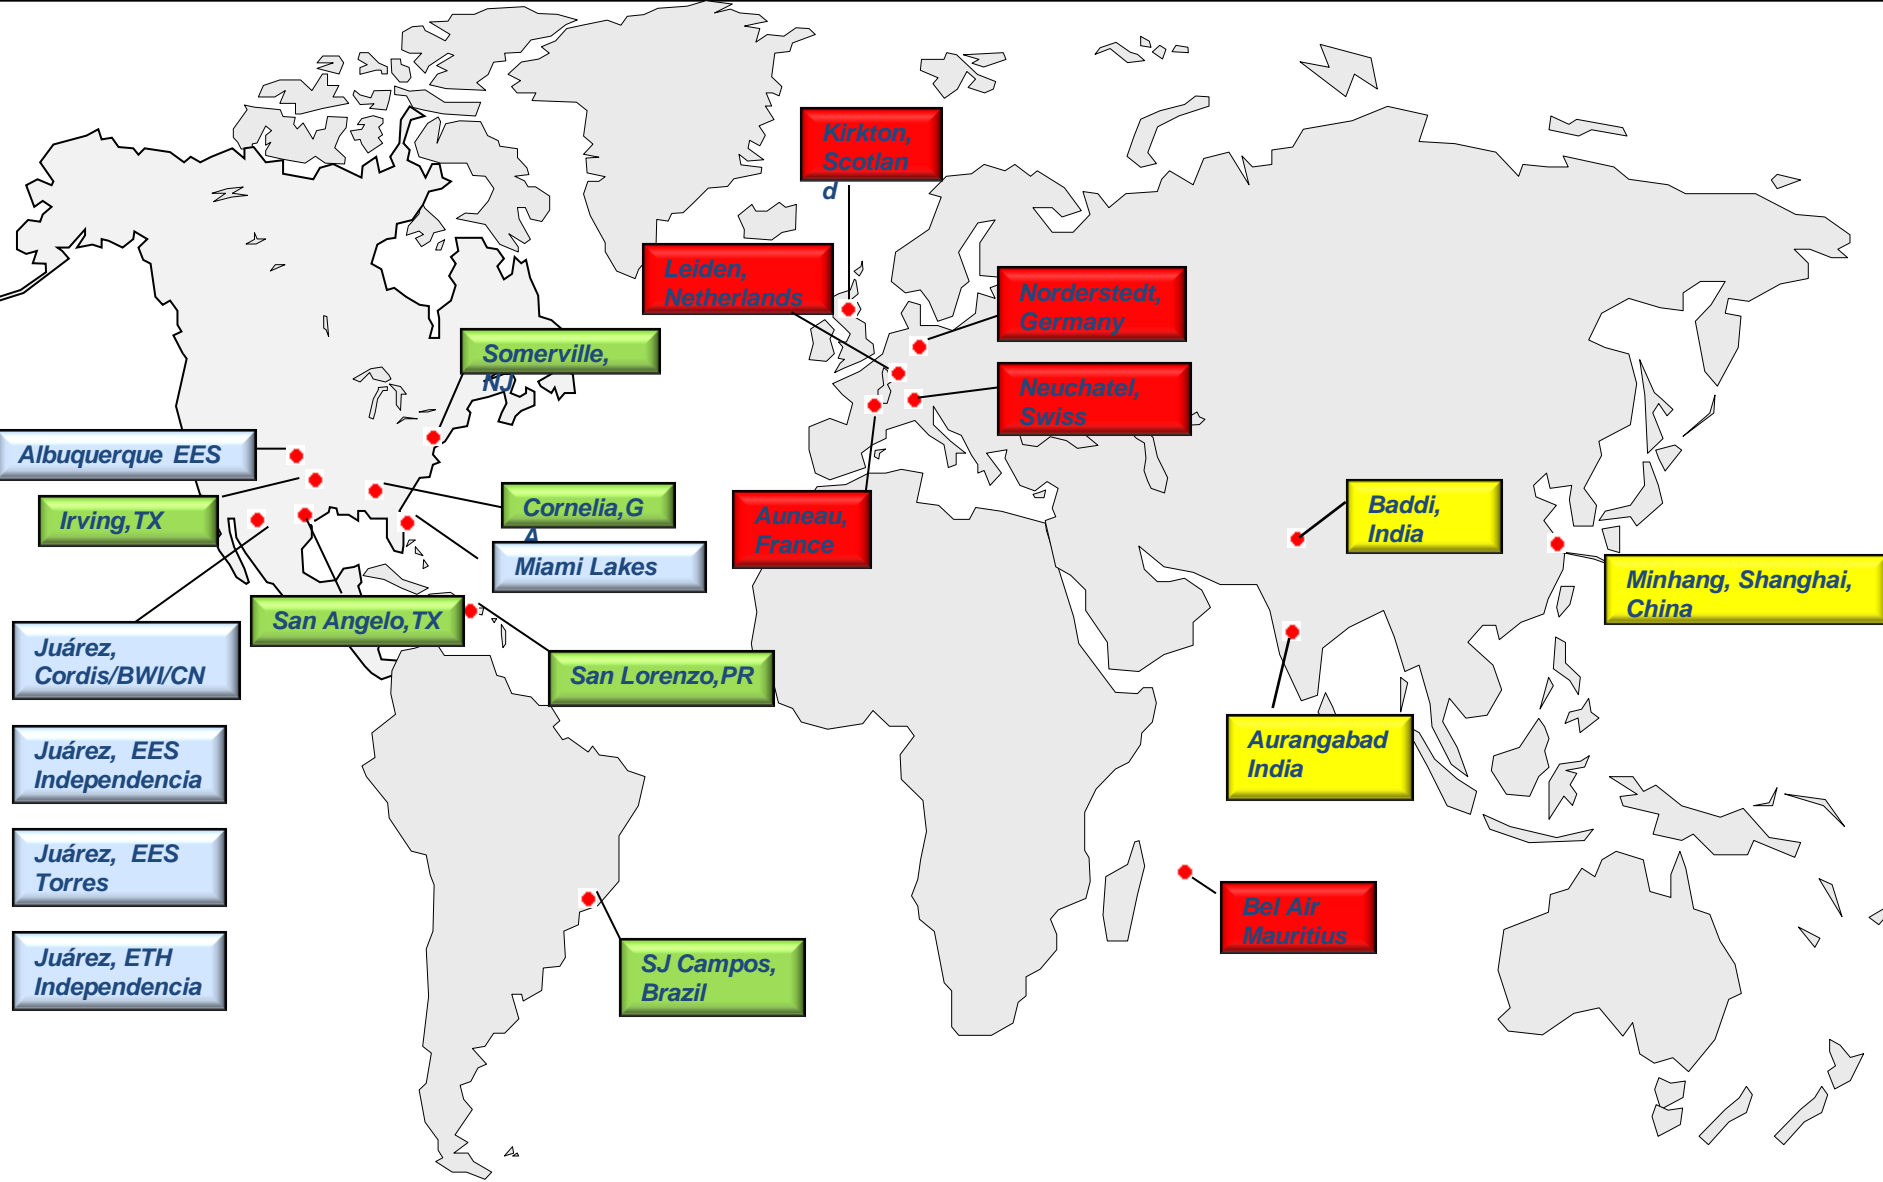 Kirkton,
Scotlan
d
Leiden,
Netherlands
Norderstedt,
Germany
Somerville,
NJ
Neuchatel,
Swiss
Albuquerque EES
Irving,TX
Cornelia,G
A
Auneau,
France
Baddi,
India
Miami Lakes
Minhang, Shanghai,
China
San Angelo,TX
Juárez,
Cordis/BWI/CN
San Lorenzo,PR
Juárez, EES
Independencia
Aurangabad
India
Juárez, EES
Torres
Bel Air
Mauritius
Juárez, ETH
Independencia
SJ Campos,
Brazil